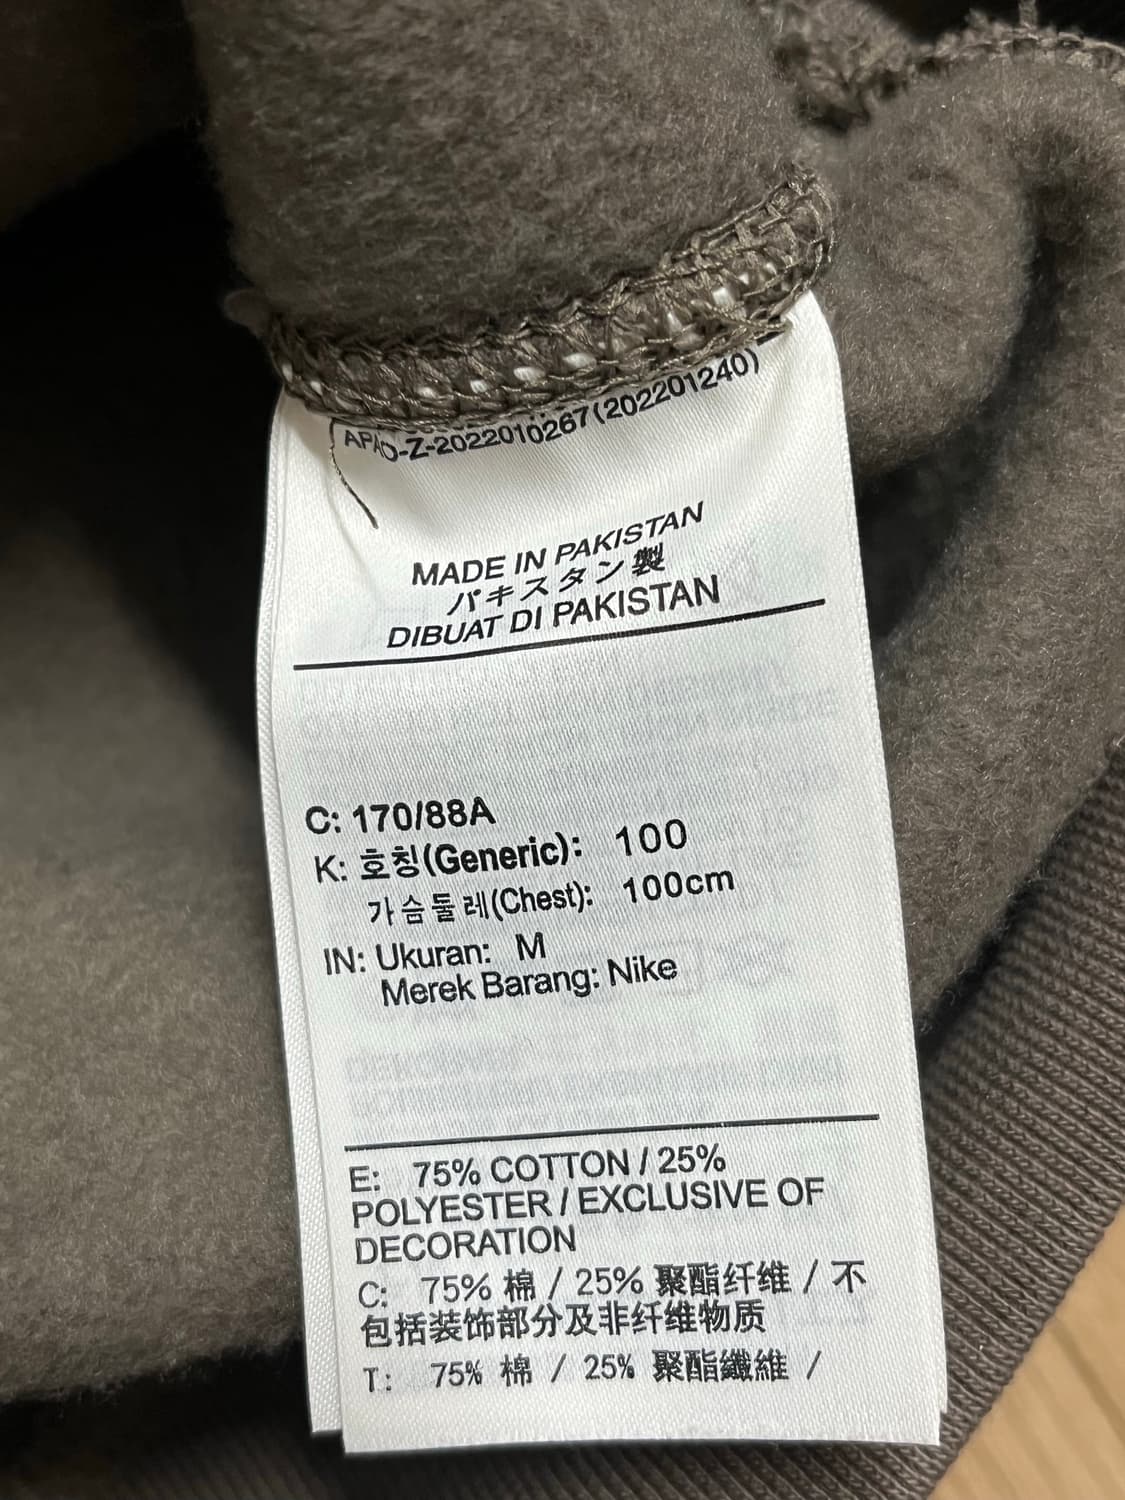 -Z-2022010267(202201240)
MADE IN PAKISTAN
パキスタン製
DIBUAT DI PAKISTAN
C: 170/88A
K: 호칭(Generic): 100
가슴둘레(Chest): 100cm
IN: Ukuran: M
Merek Barang: Nike
E: 75% COTTON / 25%
POLYESTER / EXCLUSIVE OF
DECORATION
C: 75% 棉 / 25% 聚酯纤维 / 不
包括装饰部分及非纤维物质
T: 75% 棉 / 25% 聚酯纖維 /